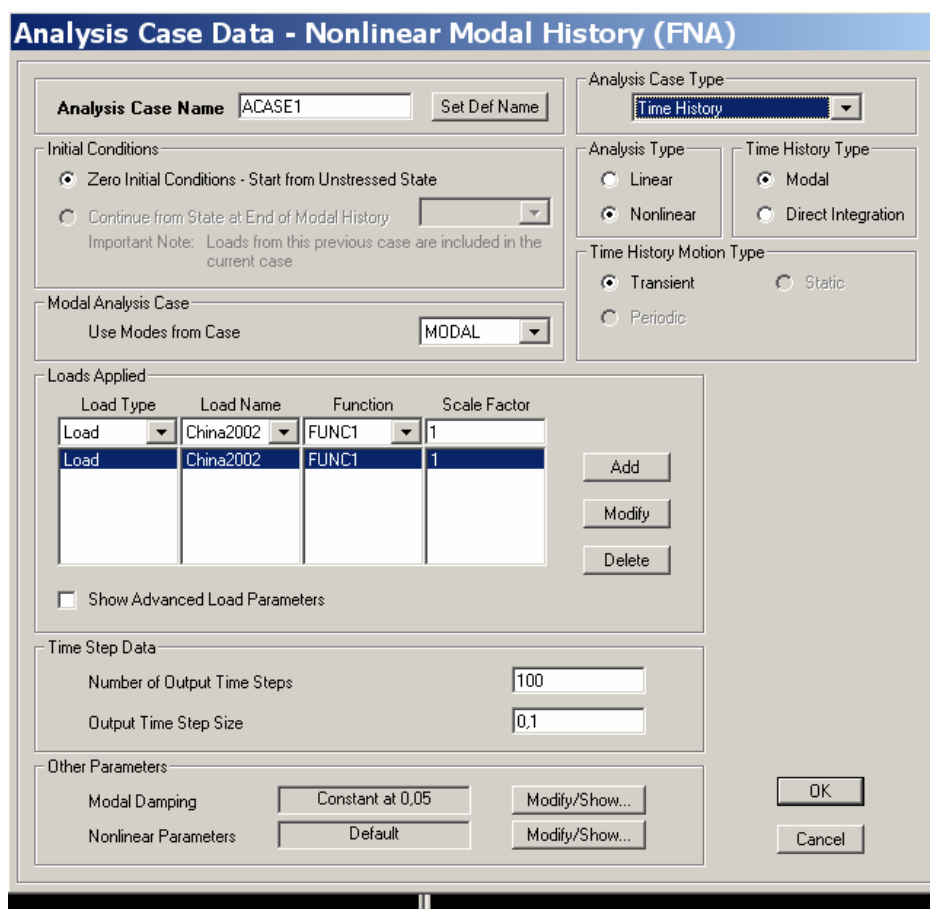 Analysis Case Data - Nonlinear Modal History (FNA)
Analysis Case Name ACASE1 Set Def Name
Analysis Case Type
Time History
Initial Conditions
Zero Initial Conditions - Start from Unstressed State
Continue from State at End of Modal History
Important Note: Loads from this previous case are included in the
current case
Analysis Type
Linear
Nonlinear
Time History Type
Modal
Direct Integration
Time History Motion Type
Transient Static
Periodic
Modal Analysis Case
Use Modes from Case MODAL
Loads Applied
Load Type Load Name Function Scale Factor
Load China2002 FUNC1 1
Load China2002 FUNC1 1
Add
Modify
Delete
Show Advanced Load Parameters
Time Step Data
Number of Output Time Steps 100
Output Time Step Size 0,1
Other Parameters
Modal Damping Constant at 0,05 Modify/Show...
Nonlinear Parameters Default Modify/Show...
OK
Cancel